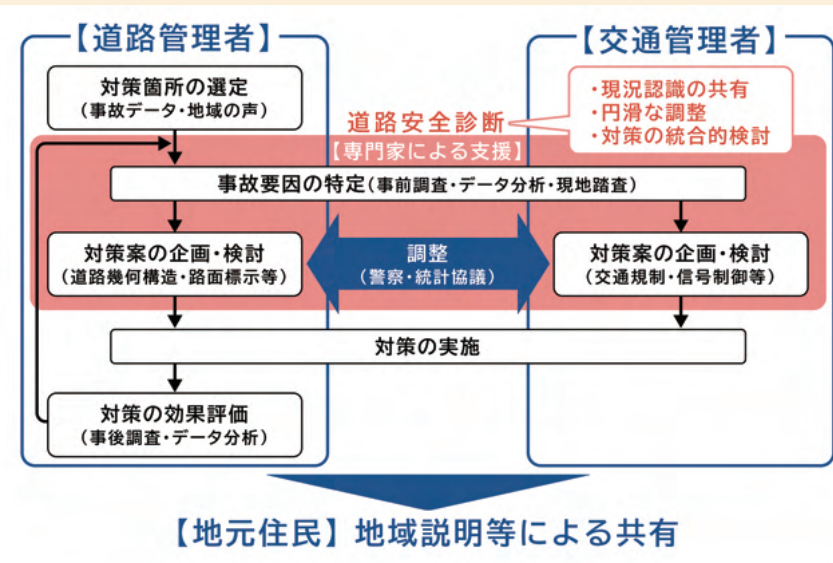 【道路管理者】
【交通管理者】
対策箇所の選定
（事故データ・地域の声）
・現況認識の共有
・円滑な調整
・対策の統合的検討
道路安全診断
【専門家による支援】
事故要因の特定（事前調査・データ分析・現地踏査）
対策案の企画・検討
（道路幾何構造・路面標示等）
調整
（警察・統計協議）
対策案の企画・検討
（交通規制・信号制御等）
対策の実施
対策の効果評価
（事後調査・データ分析）
【地元住民】地域説明等による共有